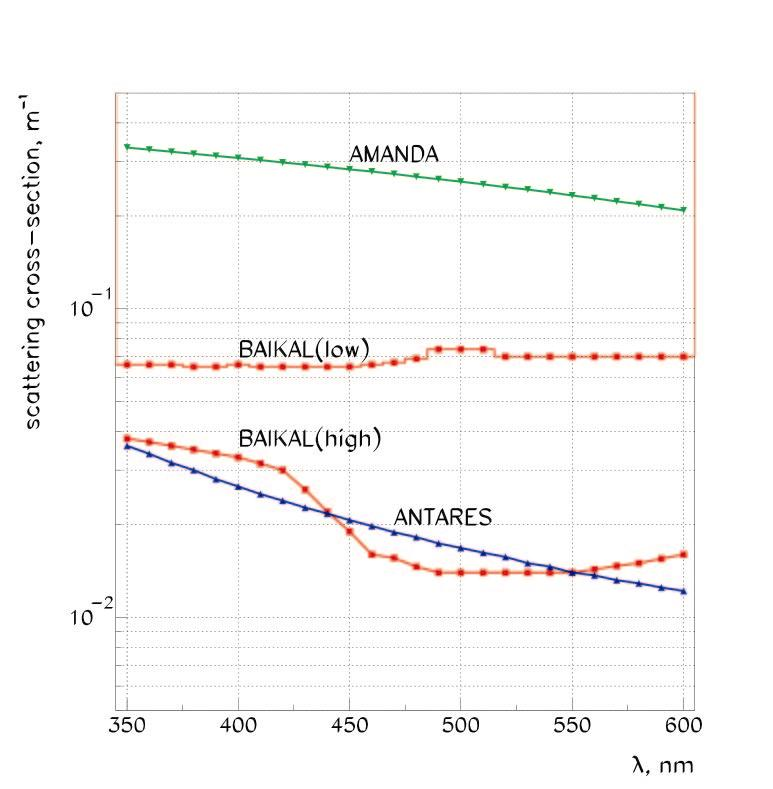 scattering cross-section, m⁻¹
AMANDA
10⁻¹
BAIKAL(low)
BAIKAL(high)
ANTARES
10⁻²
350 400 450 500 550 600
λ, nm